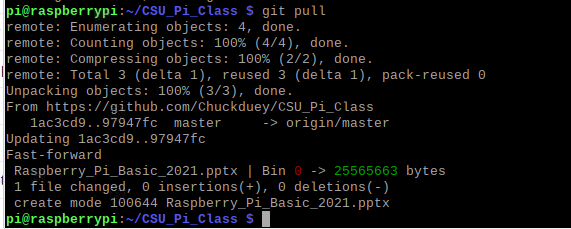 pi@raspberrypi:~/CSU_Pi_Class $ git pull
remote: Enumerating objects: 4, done.
remote: Counting objects: 100% (4/4), done.
remote: Compressing objects: 100% (2/2), done.
remote: Total 3 (delta 1), reused 3 (delta 1), pack-reused 0
Unpacking objects: 100% (3/3), done.
From https://github.com/Chuckduey/CSU_Pi_Class
   1ac3cd9..97947fc  master     -> origin/master
Updating 1ac3cd9..97947fc
Fast-forward
 Raspberry_Pi_Basic_2021.pptx | Bin 0 -> 25565663 bytes
 1 file changed, 0 insertions(+), 0 deletions(-)
 create mode 100644 Raspberry_Pi_Basic_2021.pptx
pi@raspberrypi:~/CSU_Pi_Class $